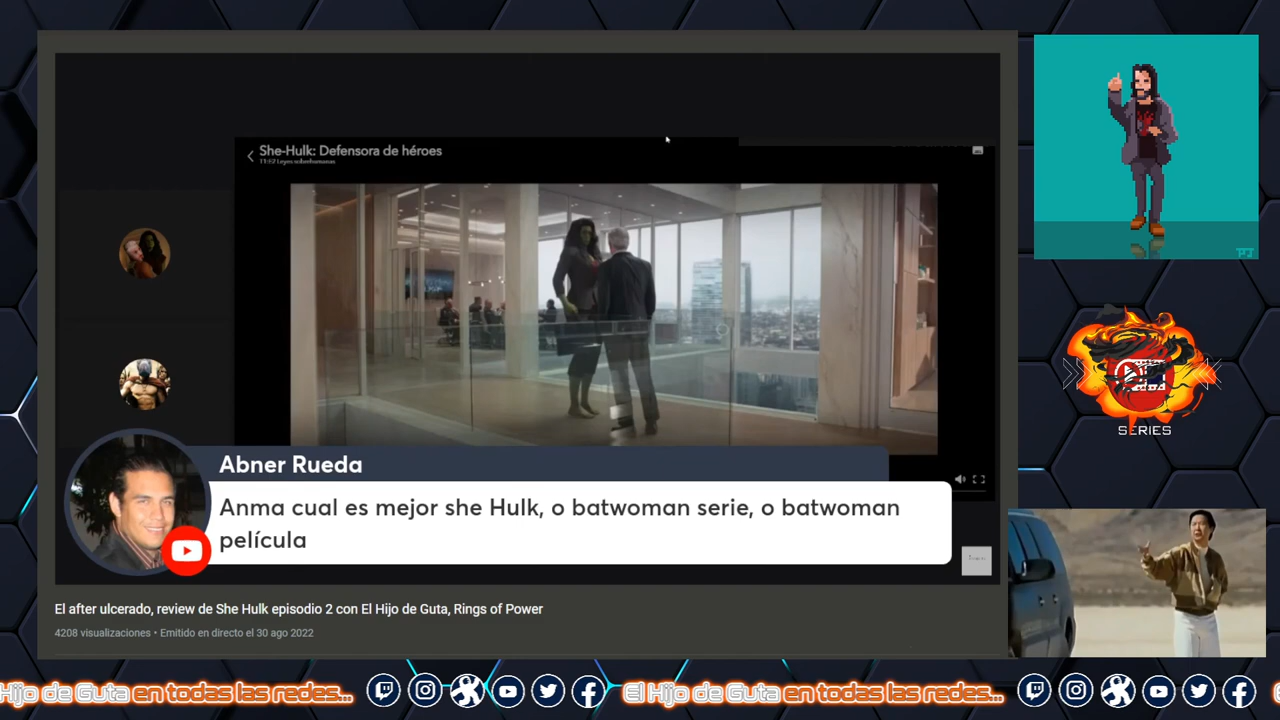 She-Hulk: Defensora de héroes
Abner Rueda
Anma cual es mejor she Hulk, o batwoman serie, o batwoman
película
El after ulcerado, review de She Hulk episodio 2 con El Hijo de Guta, Rings of Power
4208 visualizaciones • Emitido en directo el 30 ago 2022
SERIES
Hijo de Guta en todas las redes...
El Hijo de Guta en todas las redes...